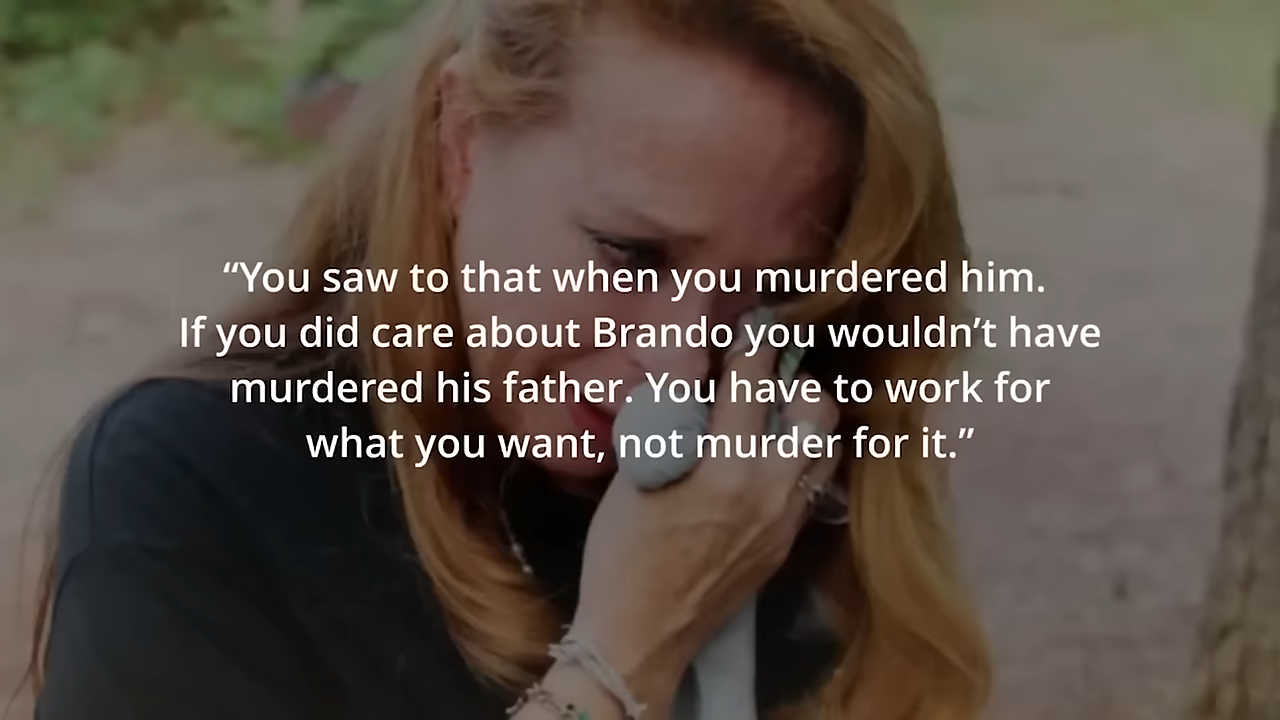 “You saw to that when you murdered him.
If you did care about Brando you wouldn’t have
murdered his father. You have to work for
what you want, not murder for it.”